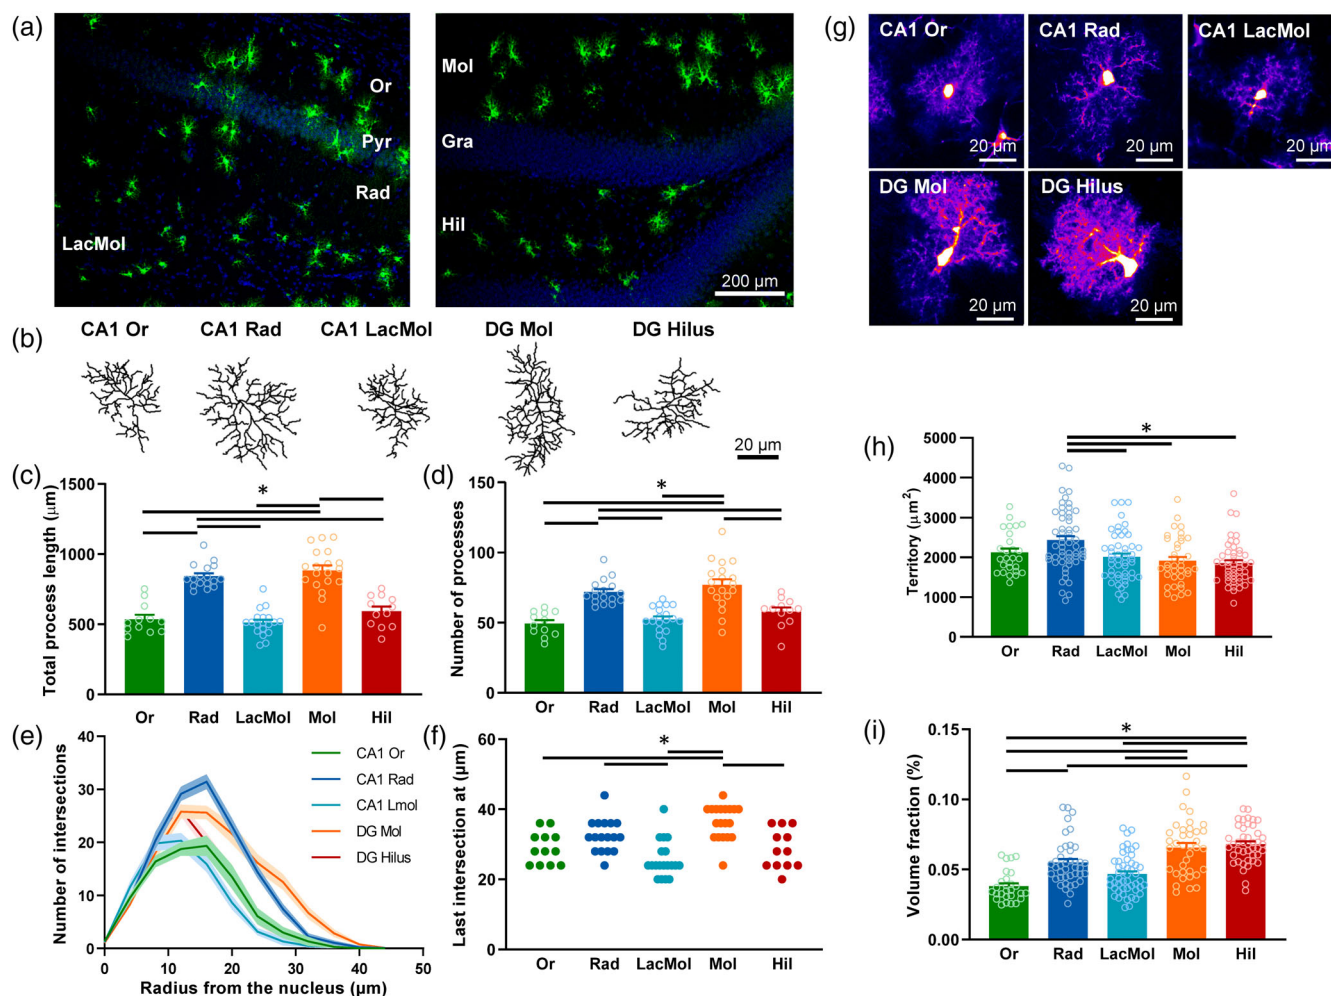 (a)
Or
Pyr
Rad
LacMol
Mol
Gra
Hil
200 µm
(b)
CA1 Or CA1 Rad CA1 LacMol DG Mol DG Hilus
20 µm
(c)
*
Total process length (µm)
1500
1000
500
0
Or Rad LacMol Mol Hil
(d)
*
Number of processes
150
100
50
0
Or Rad LacMol Mol Hil
(e)
Number of intersections
40
30
20
10
0
0 10 20 30 40 50
Radius from the nucleus (µm)
CA1 Or
CA1 Rad
CA1 Lmol
DG Mol
DG Hilus
(f)
*
Last intersection at (µm)
60
40
20
0
Or Rad LacMol Mol Hil
(g)
CA1 Or CA1 Rad CA1 LacMol
20 µm 20 µm 20 µm
DG Mol DG Hilus
20 µm 20 µm
(h)
*
Territory (µm²)
5000
4000
3000
2000
1000
0
Or Rad LacMol Mol Hil
(i)
*
Volume fraction (%)
0.15
0.10
0.05
0.00
Or Rad LacMol Mol Hil